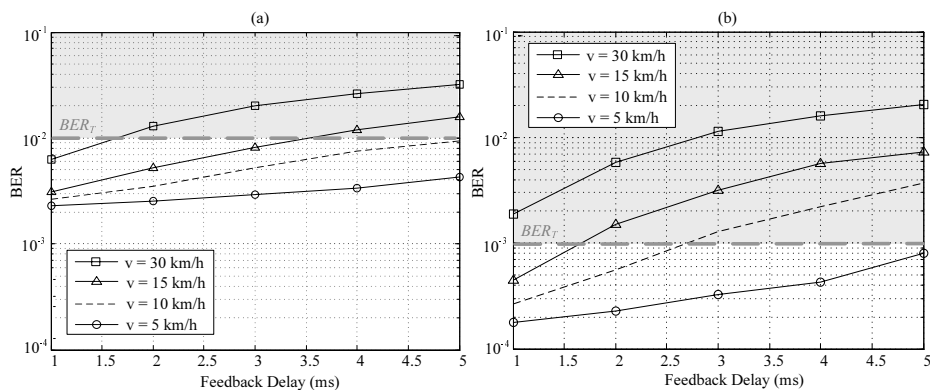 (a)
10^-1
10^-2
10^-3
10^-4
BER
BER_T
v = 30 km/h
v = 15 km/h
v = 10 km/h
v = 5 km/h
1 1.5 2 2.5 3 3.5 4 4.5 5
Feedback Delay (ms)
(b)
10^-1
10^-2
10^-3
10^-4
BER
v = 30 km/h
v = 15 km/h
v = 10 km/h
v = 5 km/h
BER_T
1 1.5 2 2.5 3 3.5 4 4.5 5
Feedback Delay (ms)